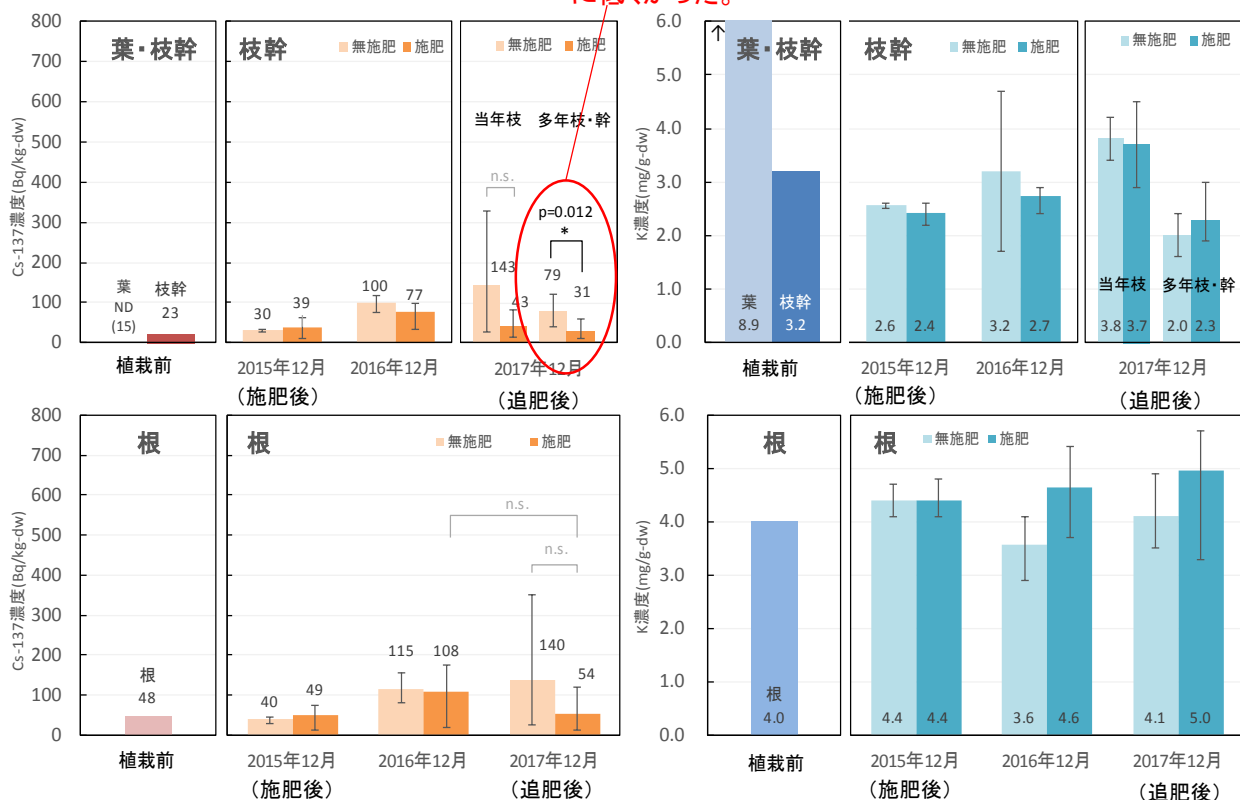 に低くかった。
800
700
600
500
400
300
200
100
0
Cs-137濃度(Bq/kg-dw)
葉・枝幹
葉
ND
(15)
枝幹
23
植栽前
枝幹
無施肥
施肥
30
39
100
77
2015年12月
2016年12月
(施肥後)
無施肥
施肥
当年枝
多年枝・幹
n.s.
p=0.012
*
143
43
79
31
2017年12月
(追肥後)
6.0
5.0
4.0
3.0
2.0
1.0
0.0
K濃度(mg/g-dw)
↑
葉・枝幹
葉
8.9
枝幹
3.2
植栽前
枝幹
無施肥
施肥
2.6
2.4
3.2
2.7
2015年12月
2016年12月
(施肥後)
無施肥
施肥
当年枝
多年枝・幹
3.8
3.7
2.0
2.3
2017年12月
(追肥後)
800
700
600
500
400
300
200
100
0
Cs-137濃度(Bq/kg-dw)
根
根
48
植栽前
根
無施肥
施肥
n.s.
n.s.
40
49
115
108
140
54
2015年12月
2016年12月
2017年12月
(施肥後)
(追肥後)
6.0
5.0
4.0
3.0
2.0
1.0
0.0
K濃度(mg/g-dw)
根
根
4.0
植栽前
根
無施肥
施肥
4.4
4.4
3.6
4.6
4.1
5.0
2015年12月
2016年12月
2017年12月
(施肥後)
(追肥後)